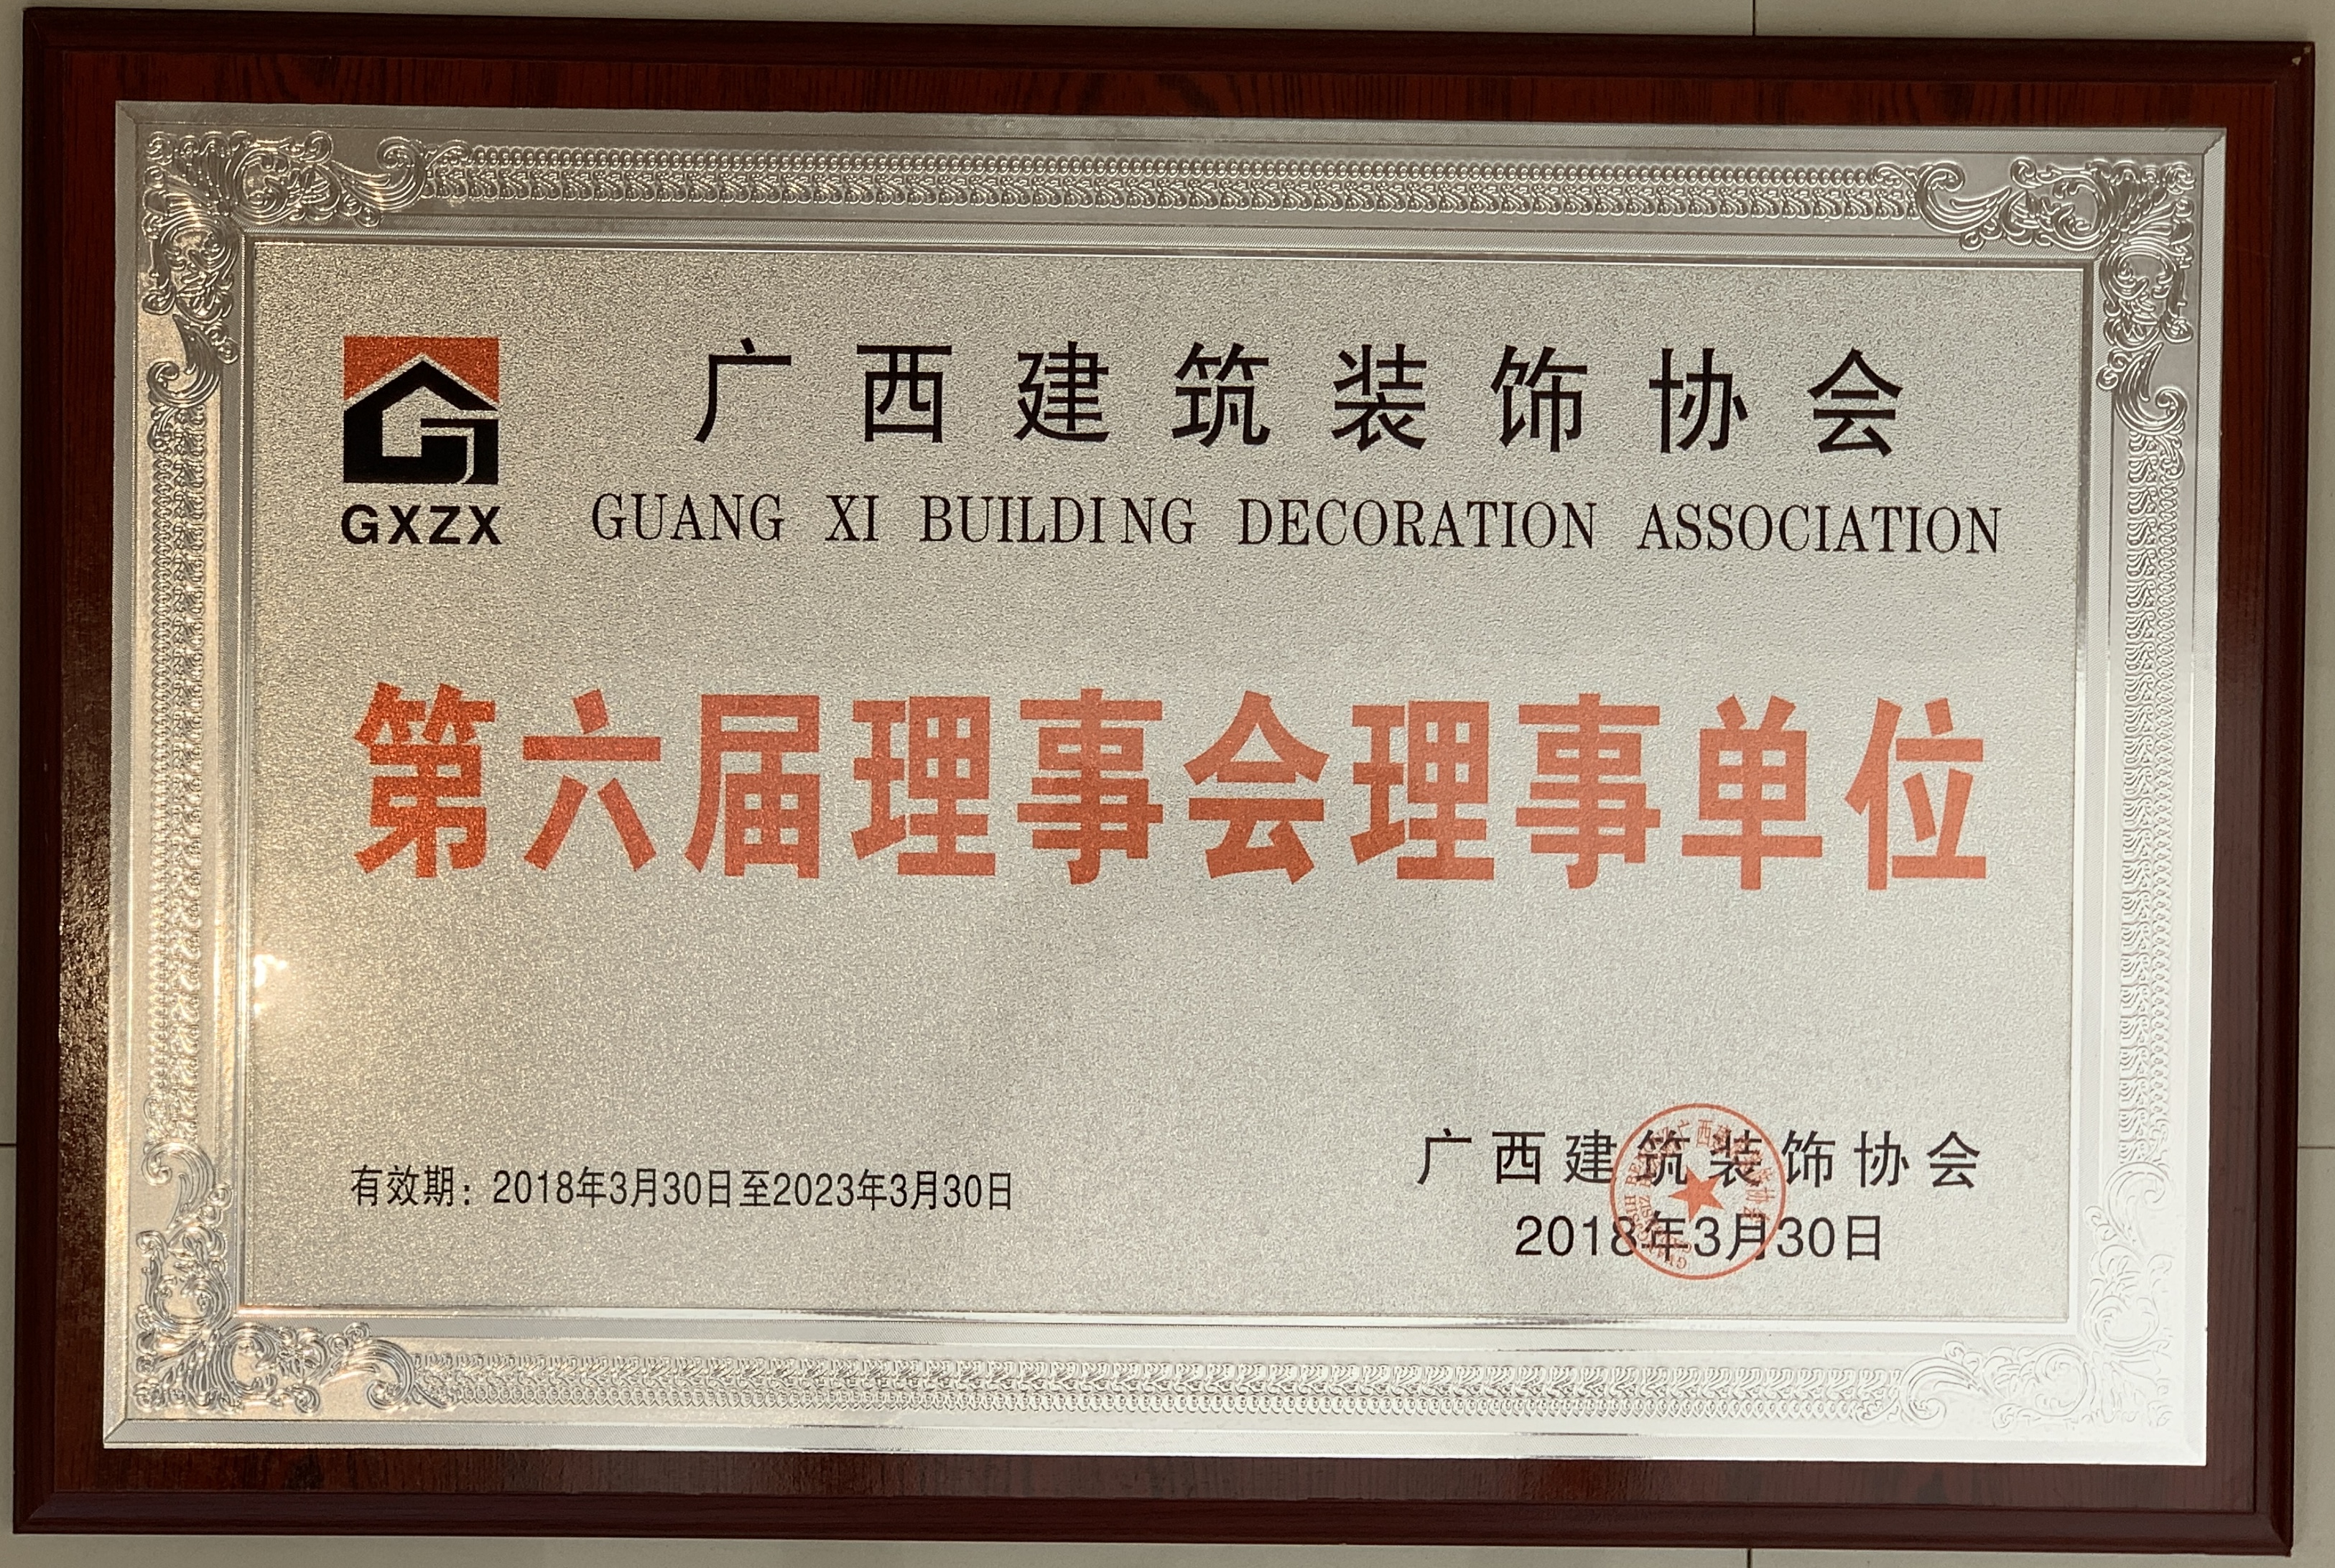 广西建筑装饰协会
GXZX
GUANG XI BUILDING DECORATION ASSOCIATION
第六届理事会理事单位
有效期：2018年3月30日至2023年3月30日
广西建筑装饰协会
2018年3月30日